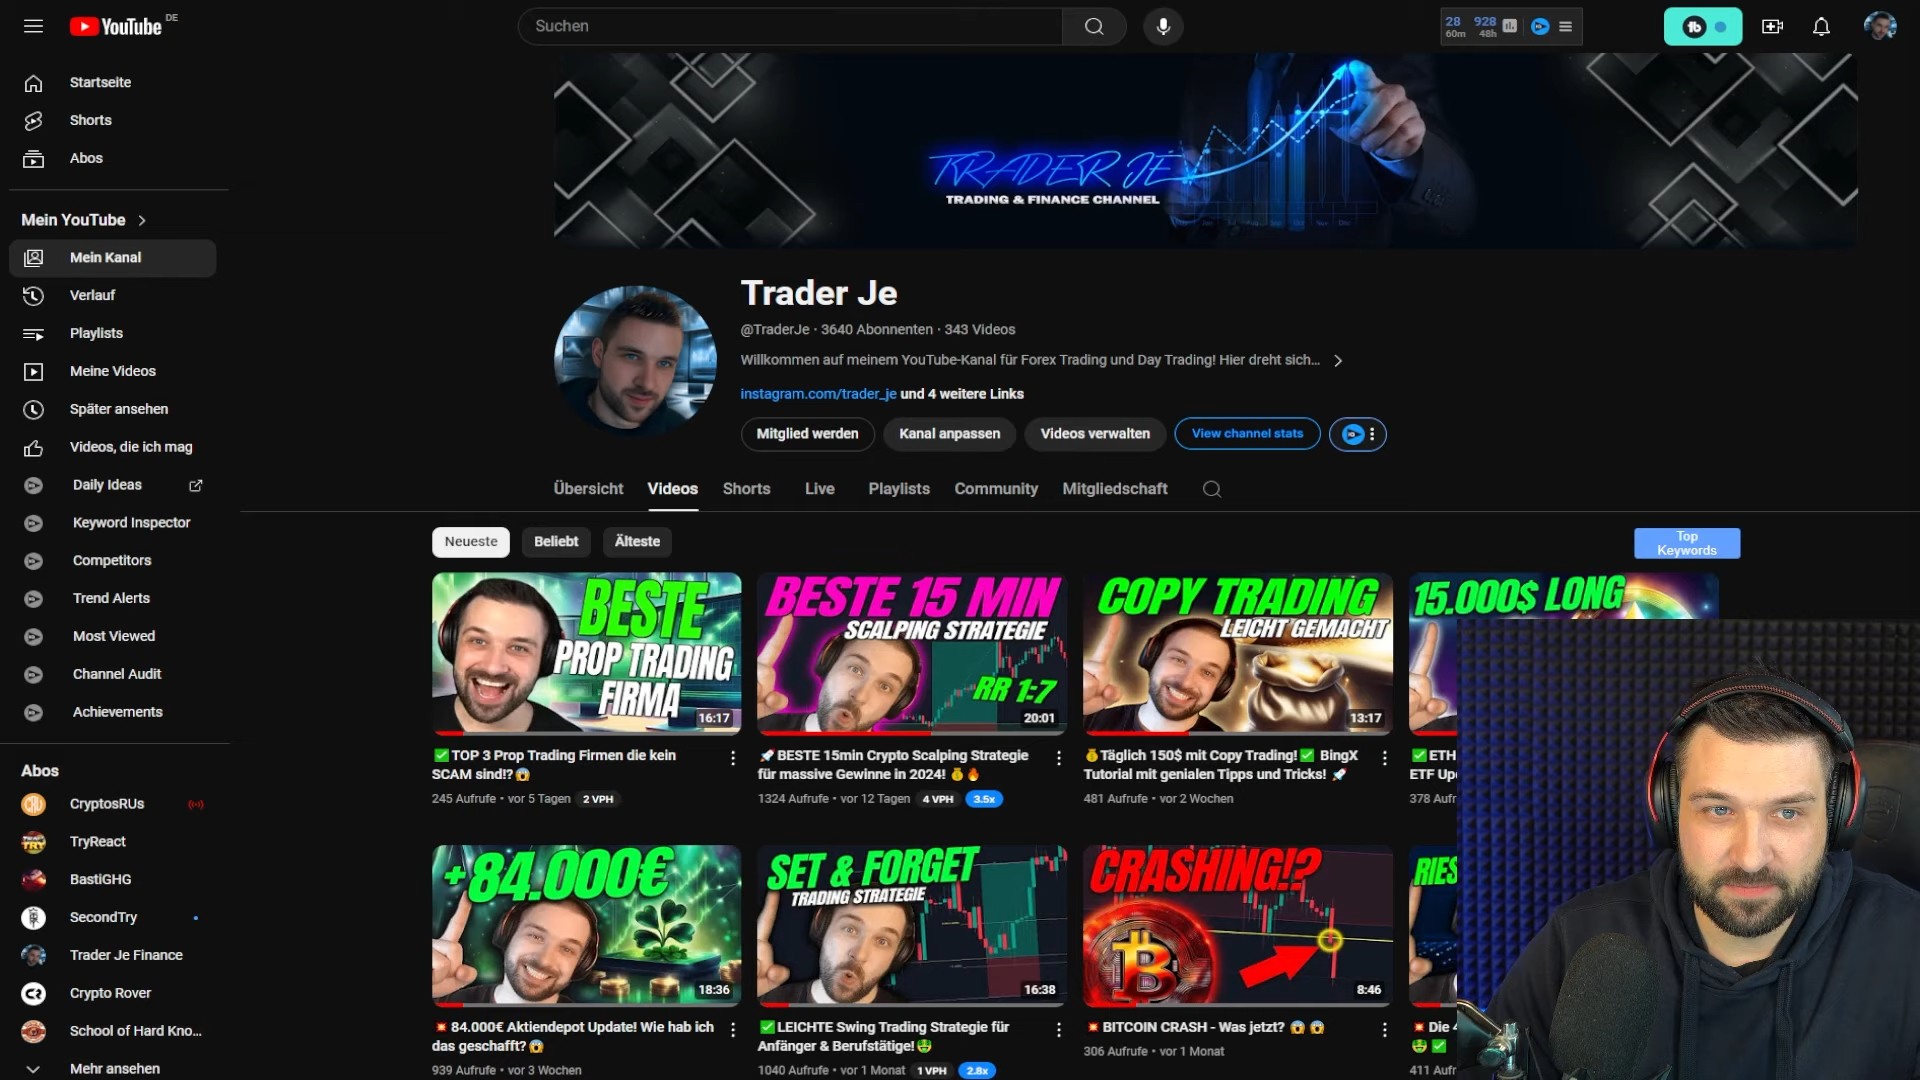 YouTube DE
Suchen
28 928
60m 48h
Startseite
Shorts
Abos
Mein YouTube
Mein Kanal
Verlauf
Playlists
Meine Videos
Später ansehen
Videos, die ich mag
Daily Ideas
Keyword Inspector
Competitors
Trend Alerts
Most Viewed
Channel Audit
Achievements
Abos
CryptosRUs
TryReact
BastiGHG
SecondTry
Trader Je Finance
Crypto Rover
School of Hard Kno...
Mehr ansehen
TRADER JE
TRADING & FINANCE CHANNEL
Trader Je
@TraderJe · 3640 Abonnenten · 343 Videos
Willkommen auf meinem YouTube-Kanal für Forex Trading und Day Trading! Hier dreht sich...
instagram.com/trader_je und 4 weitere Links
Mitglied werden Kanal anpassen Videos verwalten View channel stats
Übersicht Videos Shorts Live Playlists Community Mitgliedschaft
Neueste Beliebt Älteste
Top
Keywords
BESTE
PROP TRADING
FIRMA
16:17
✅TOP 3 Prop Trading Firmen die kein
SCAM sind!?😱
245 Aufrufe · vor 5 Tagen 2 VPH
BESTE 15 MIN
SCALPING STRATEGIE
RR 1:7
20:01
🚀BESTE 15min Crypto Scalping Strategie
für massive Gewinne in 2024! 💰🔥
1324 Aufrufe · vor 12 Tagen 4 VPH 3.5x
COPY TRADING
LEICHT GEMACHT
13:17
💰Täglich 150$ mit Copy Trading!✅ BingX
Tutorial mit genialen Tipps und Tricks! 🚀
481 Aufrufe · vor 2 Wochen
15.000$ LONG
✅ETH
ETF Up
378 Auf
+84.000€
18:36
💥 84.000€ Aktiendepot Update! Wie hab ich
das geschafft?😱
939 Aufrufe · vor 3 Wochen
SET & FORGET
TRADING STRATEGIE
16:38
✅LEICHTE Swing Trading Strategie für
Anfänger & Berufstätige!🤑
1040 Aufrufe · vor 1 Monat 1 VPH 2.8x
CRASHING!?
8:46
💥 BITCOIN CRASH - Was jetzt? 😱 😱
306 Aufrufe · vor 1 Monat
RIES
💥 Die
🤑 ✅
411 Auf